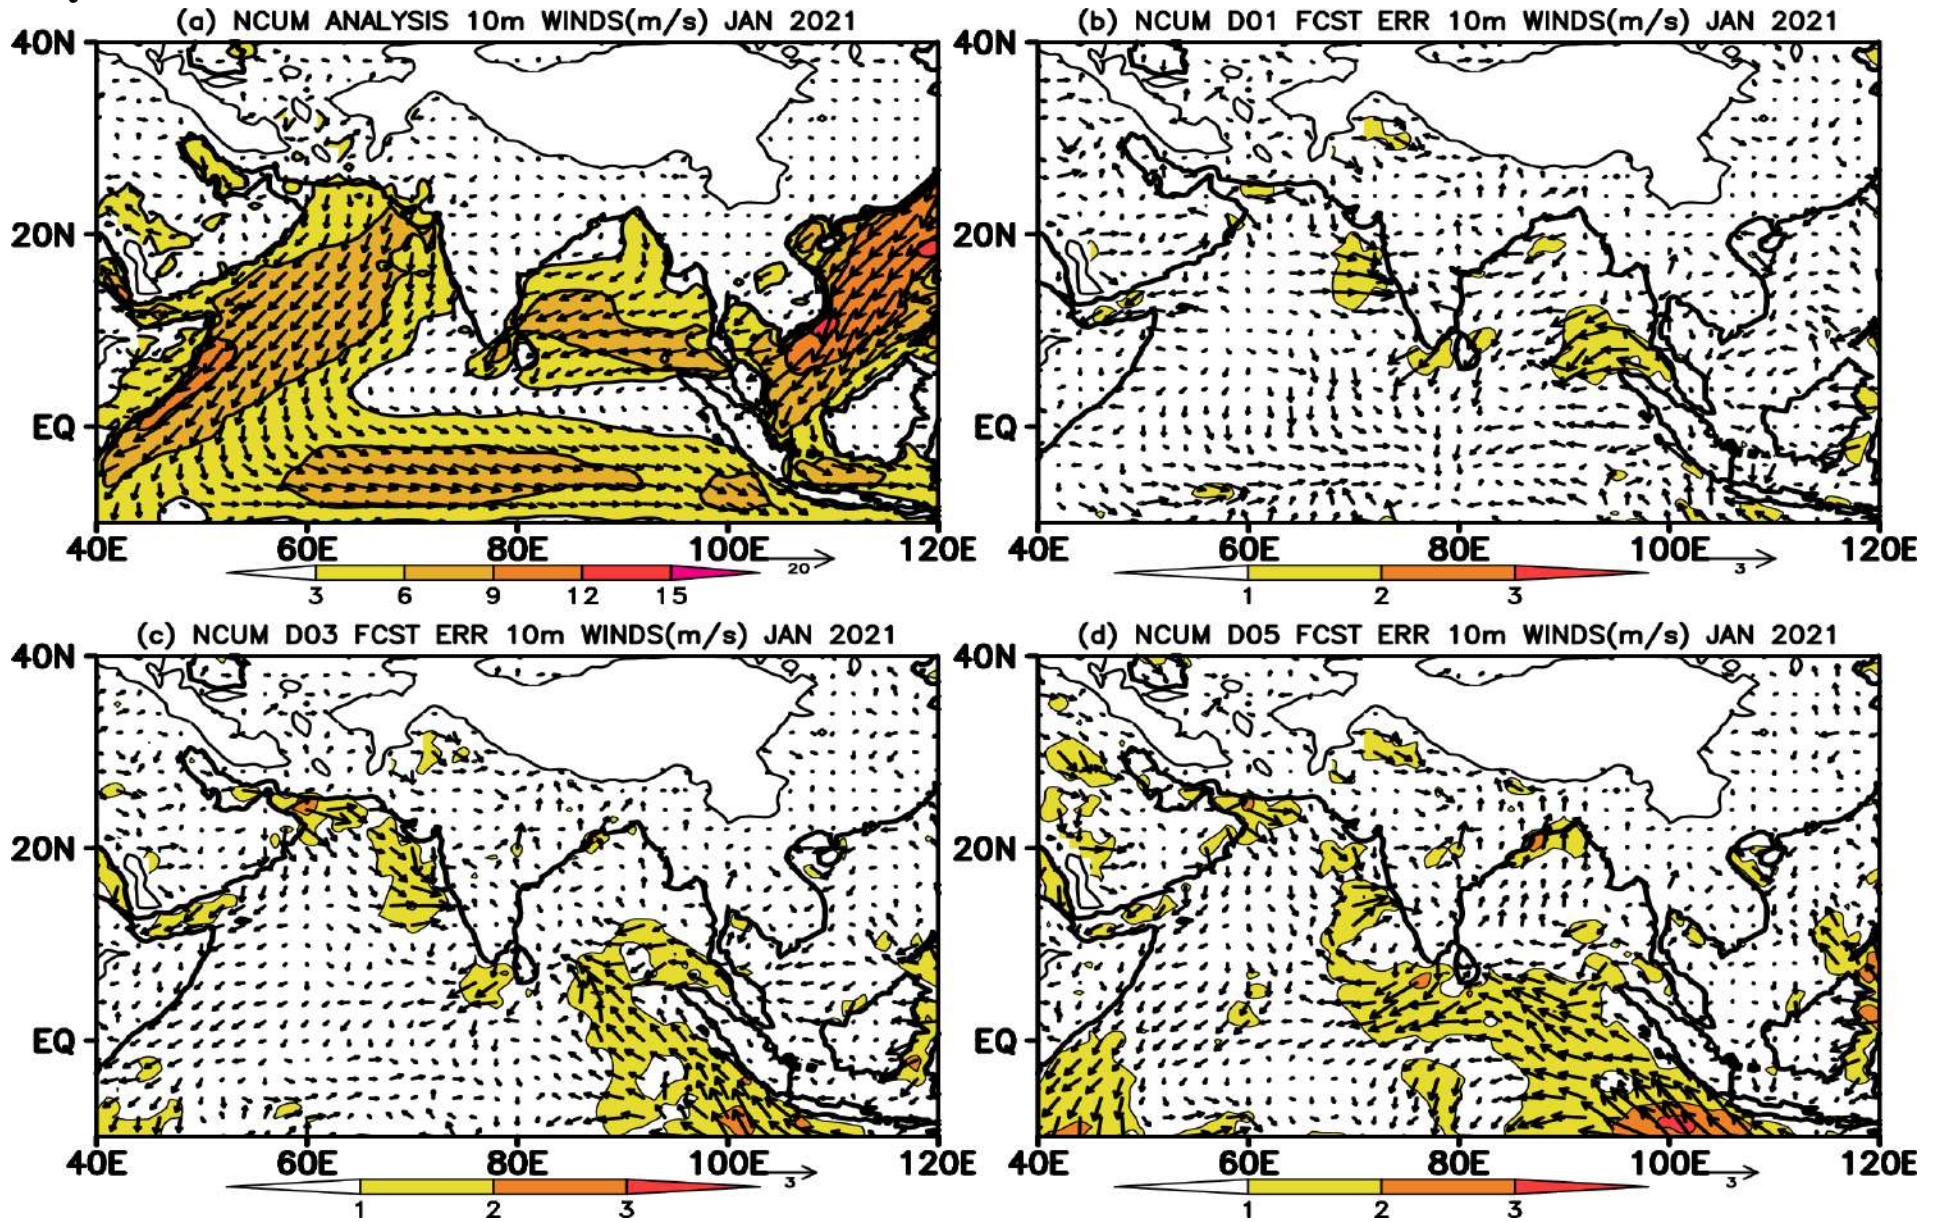 (a) NCUM ANALYSIS 10m WINDS(m/s) JAN 2021
40N
20N
EQ
40E 60E 80E 100E 120E
20
3 6 9 12 15
(b) NCUM D01 FCST ERR 10m WINDS(m/s) JAN 2021
40N
20N
EQ
40E 60E 80E 100E 120E
3
1 2 3
(c) NCUM D03 FCST ERR 10m WINDS(m/s) JAN 2021
40N
20N
EQ
40E 60E 80E 100E 120E
3
1 2 3
(d) NCUM D05 FCST ERR 10m WINDS(m/s) JAN 2021
40N
20N
EQ
40E 60E 80E 100E 120E
3
1 2 3